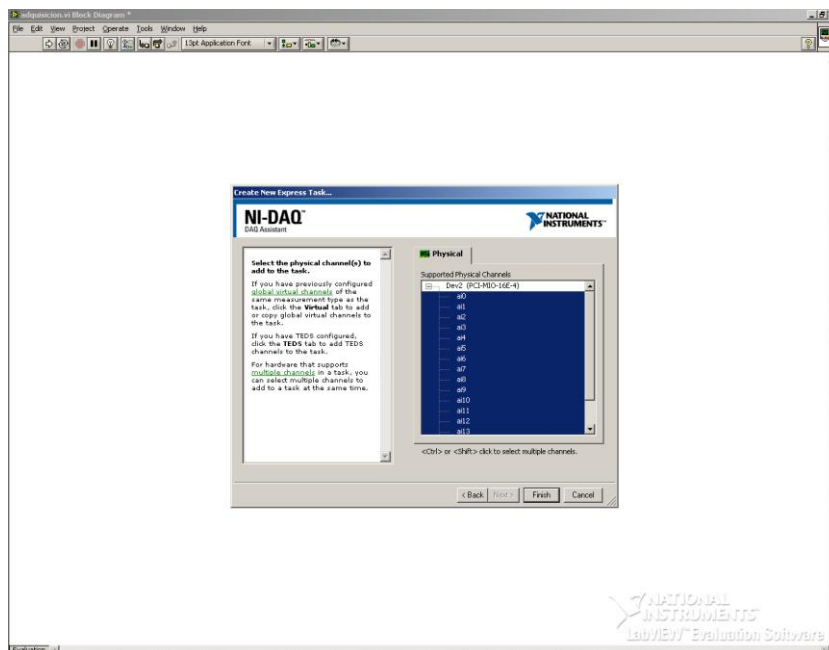 adquisicion.vi Block Diagram *
File Edit View Project Operate Tools Window Help
13pt Application Font
Create New Express Task...
NI-DAQ™
DAQ Assistant
NATIONAL
INSTRUMENTS™
Select the physical channel(s) to
add to the task.
If you have previously configured
global virtual channels of the
same measurement type as the
task, click the Virtual tab to add
or copy global virtual channels to
the task.
If you have TEDS configured,
click the TEDS tab to add TEDS
channels to the task.
For hardware that supports
multiple channels in a task, you
can select multiple channels to
add to a task at the same time.
Physical
Supported Physical Channels
Dev2 (PCI-MIO-16E-4)
ai0
ai1
ai2
ai3
ai4
ai5
ai6
ai7
ai8
ai9
ai10
ai11
ai12
ai13
<Ctrl> or <Shift> click to select multiple channels.
< Back Next > Finish Cancel
NATIONAL
INSTRUMENTS
LabVIEW™ Evaluation Software
Evaluation